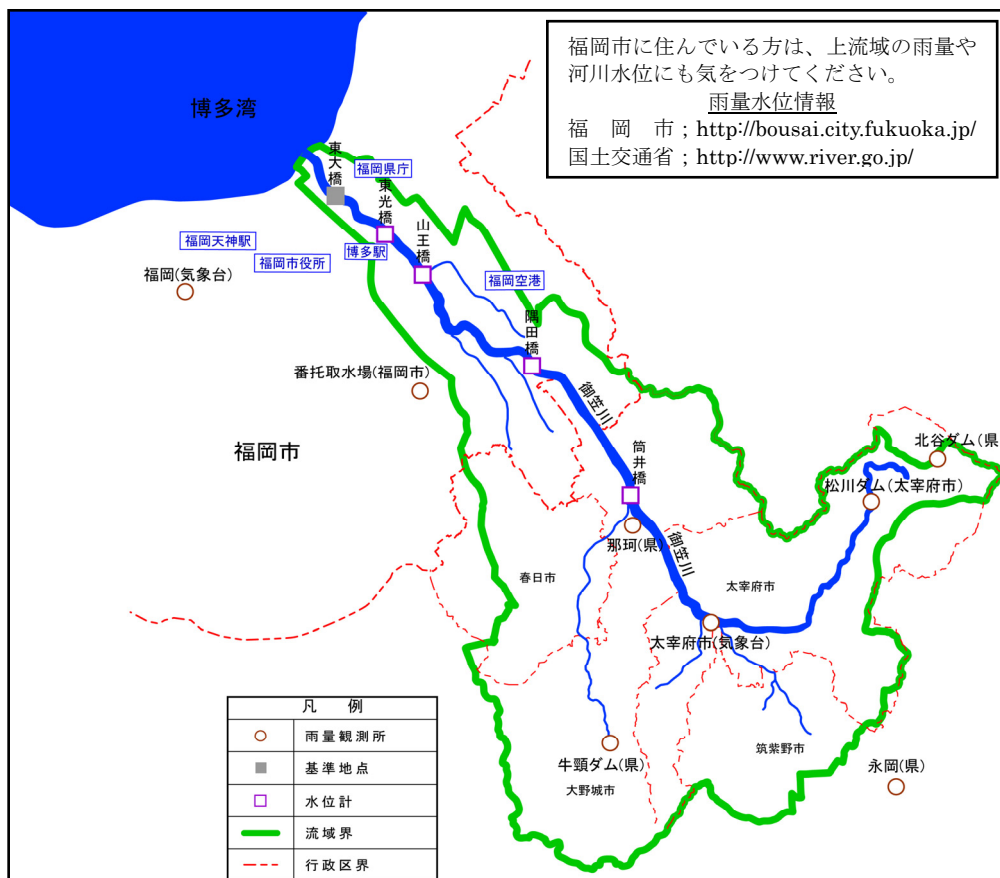 福岡市に住んでいる方は、上流域の雨量や
河川水位にも気をつけてください。
雨量水位情報
福　岡　市；http://bousai.city.fukuoka.jp/
国土交通省；http://www.river.go.jp/
博多湾
東大橋
福岡県庁
東光橋
山王橋
福岡天神駅
博多駅
福岡市役所
福岡(気象台)
福岡空港
隅田橋
番托取水場(福岡市)
御笠川
福岡市
北谷ダム(県
筒井橋
松川ダム(太宰府市)
那珂(県)
御笠川
春日市
太宰府市
太宰府市(気象台)
牛頸ダム(県)
筑紫野市
永岡(県)
大野城市
凡　例
雨量観測所
基準地点
水位計
流域界
行政区界